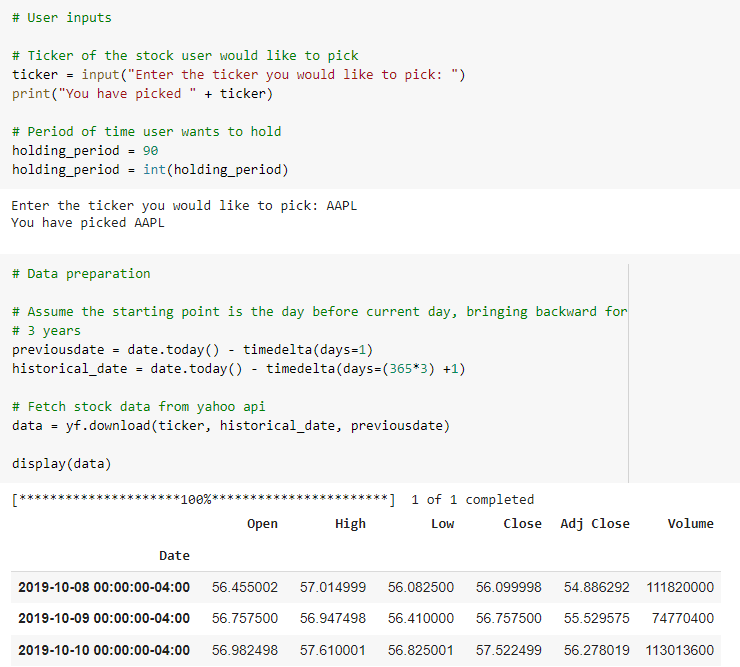 # User inputs
# Ticker of the stock user would like to pick
ticker = input("Enter the ticker you would like to pick: ")
print("You have picked " + ticker)
# Period of time user wants to hold
holding_period = 90
holding_period = int(holding_period)
Enter the ticker you would like to pick: AAPL
You have picked AAPL
# Data preparation
# Assume the starting point is the day before current day, bringing backward for
# 3 years
previousdate = date.today() - timedelta(days=1)
historical_date = date.today() - timedelta(days=(365*3) +1)
# Fetch stock data from yahoo api
data = yf.download(ticker, historical_date, previousdate)
display(data)
[*********************100%***********************]  1 of 1 completed
Open High Low Close Adj Close Volume
Date
2019-10-08 00:00:00-04:00 56.455002 57.014999 56.082500 56.099998 54.886292 111820000
2019-10-09 00:00:00-04:00 56.757500 56.947498 56.410000 56.757500 55.529575 74770400
2019-10-10 00:00:00-04:00 56.982498 57.610001 56.825001 57.522499 56.278019 113013600